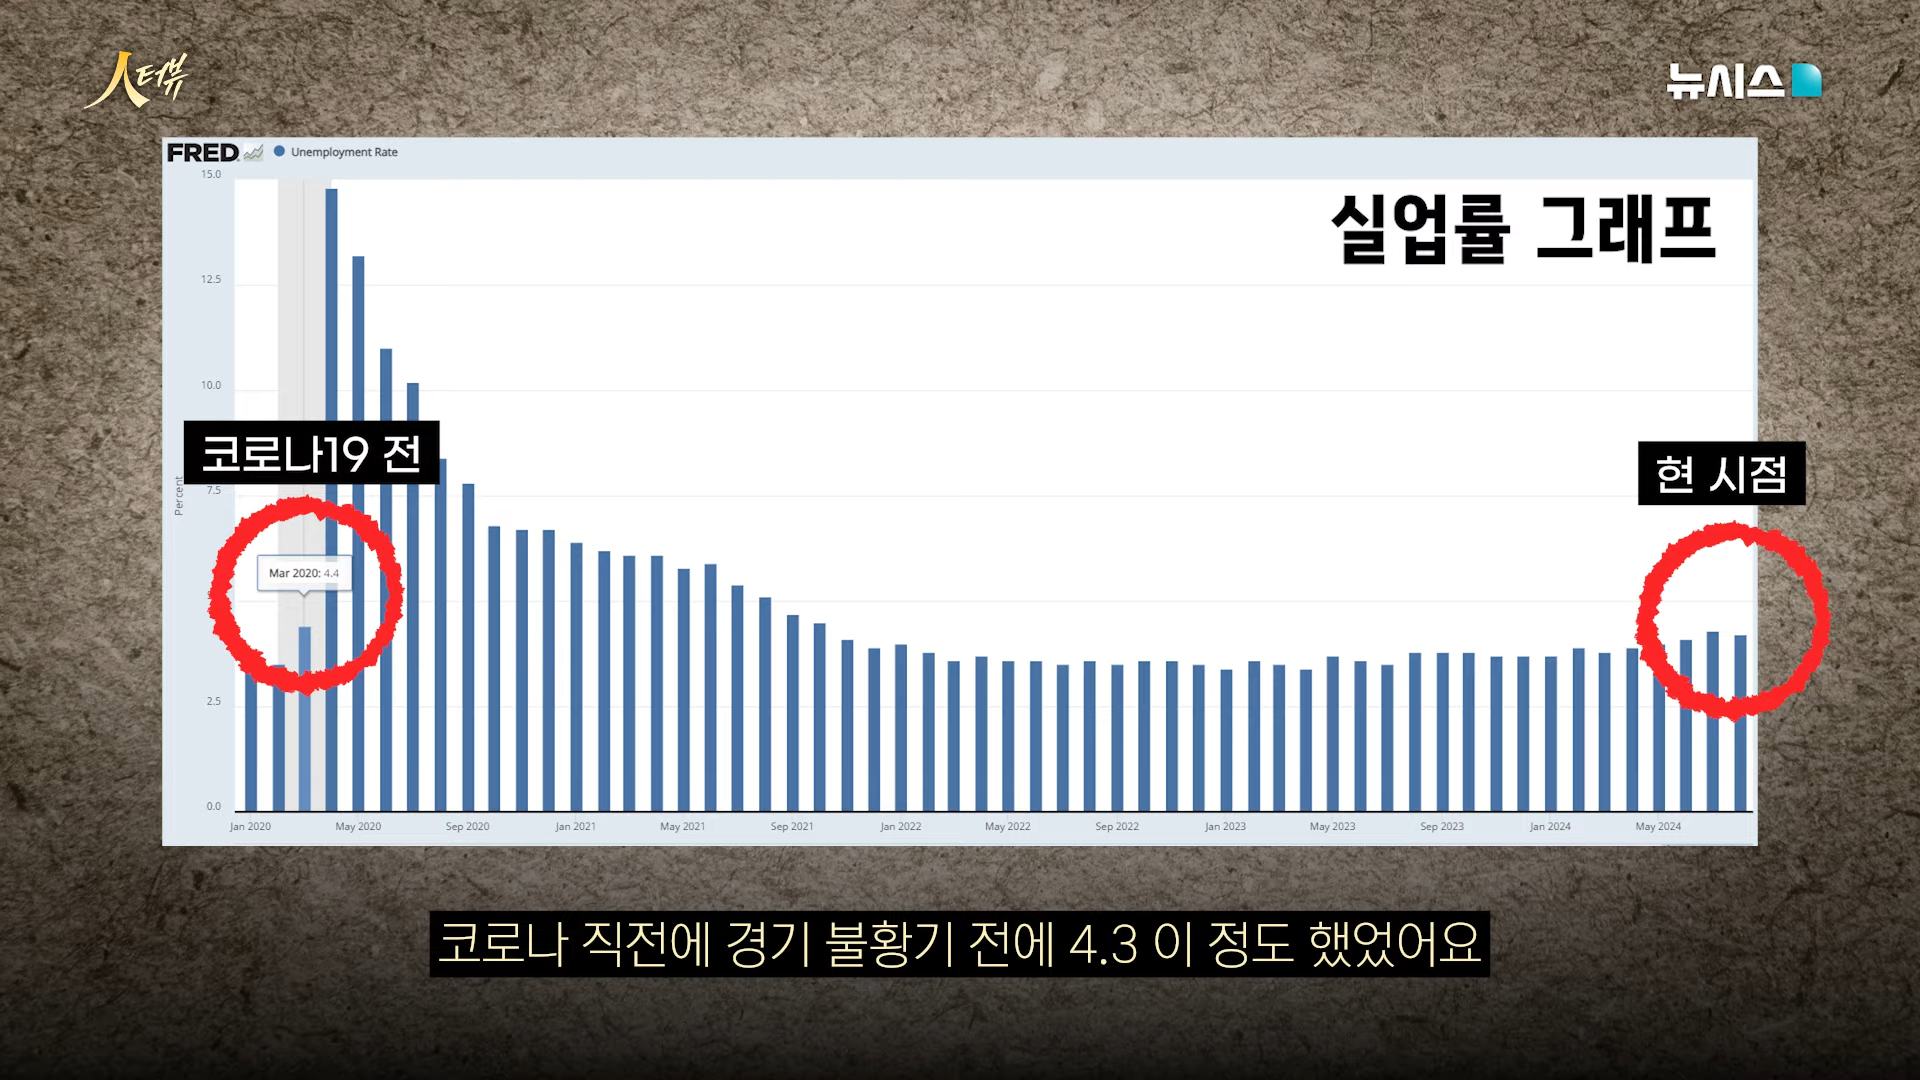 人터뷰
뉴시스
FRED
Unemployment Rate
실업률 그래프
15.0
12.5
10.0
7.5
2.5
0.0
Percent
코로나19 전
현 시점
Mar 2020: 4.4
Jan 2020 May 2020 Sep 2020 Jan 2021 May 2021 Sep 2021 Jan 2022 May 2022 Sep 2022 Jan 2023 May 2023 Sep 2023 Jan 2024 May 2024
코로나 직전에 경기 불황기 전에 4.3 이 정도 했었어요